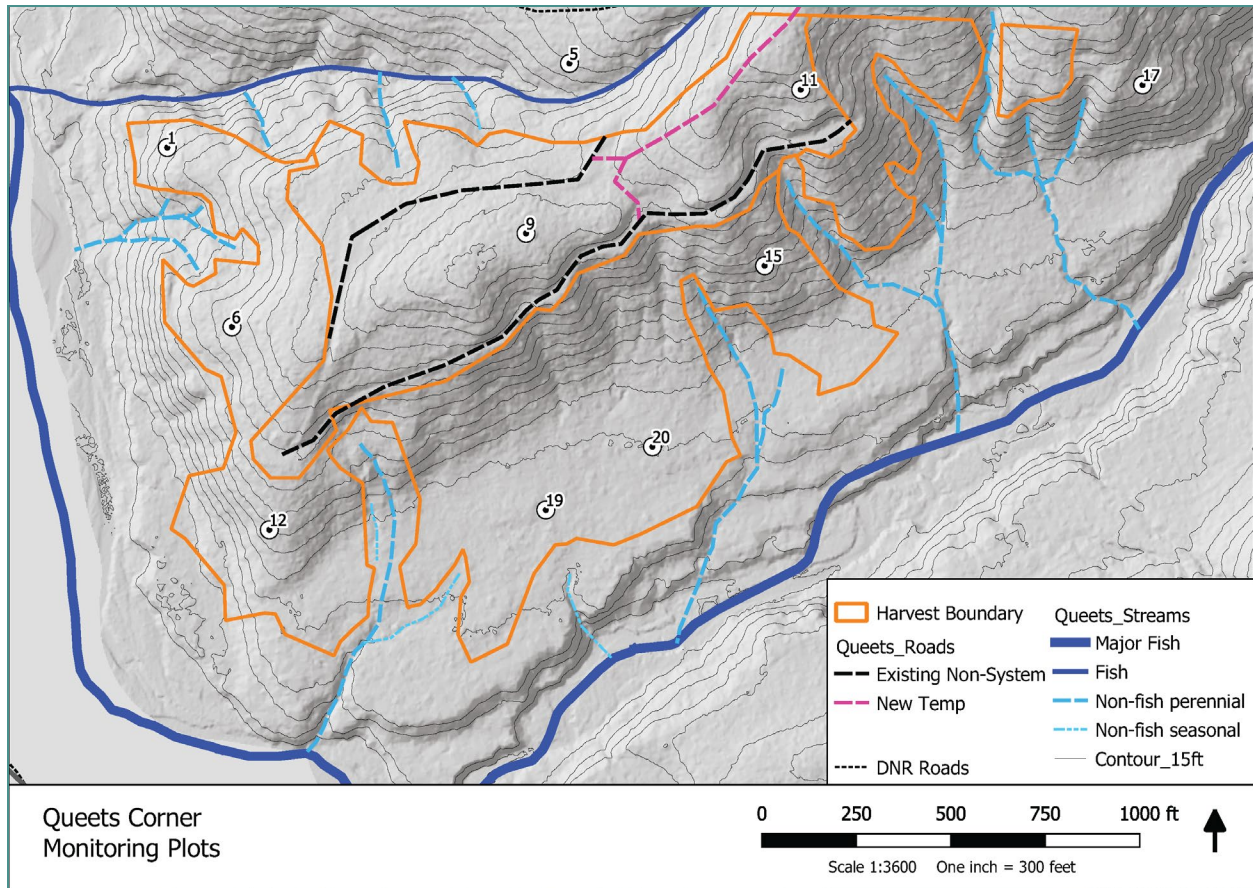 5
11
17
1
9
15
6
20
19
12
Harvest Boundary
Queets_Roads
Existing Non-System
New Temp
DNR Roads
Queets_Streams
Major Fish
Fish
Non-fish perennial
Non-fish seasonal
Contour_15ft
Queets Corner
Monitoring Plots
0 250 500 750 1000 ft
Scale 1:3600 One inch = 300 feet